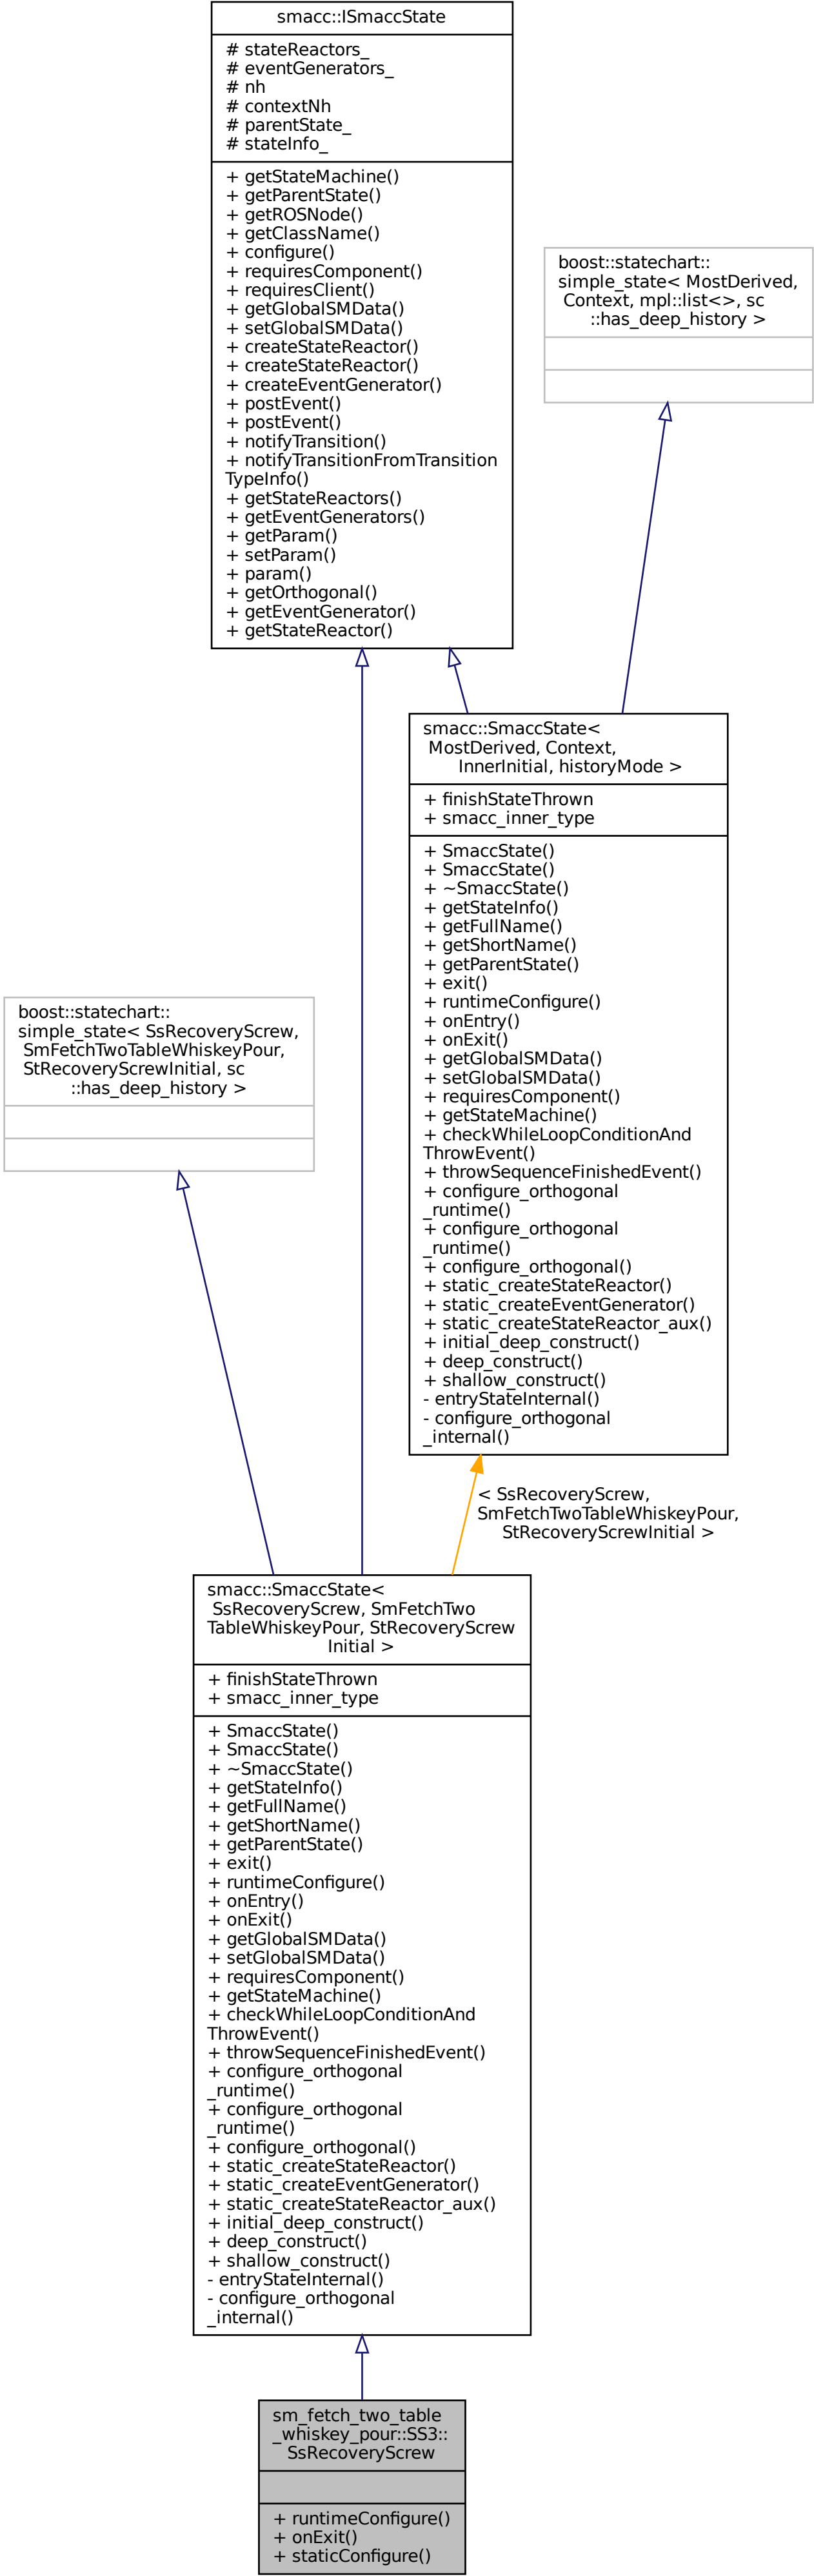 smacc::ISmaccState
# stateReactors_
# eventGenerators_
# nh
# contextNh
# parentState_
# stateInfo_
+ getStateMachine()
+ getParentState()
+ getROSNode()
+ getClassName()
+ configure()
+ requiresComponent()
+ requiresClient()
+ getGlobalSMData()
+ setGlobalSMData()
+ createStateReactor()
+ createStateReactor()
+ createEventGenerator()
+ postEvent()
+ postEvent()
+ notifyTransition()
+ notifyTransitionFromTransition
TypeInfo()
+ getStateReactors()
+ getEventGenerators()
+ getParam()
+ setParam()
+ param()
+ getOrthogonal()
+ getEventGenerator()
+ getStateReactor()
boost::statechart::
simple_state< MostDerived,
Context, mpl::list<>, sc
::has_deep_history >
smacc::SmaccState<
MostDerived, Context,
InnerInitial, historyMode >
+ finishStateThrown
+ smacc_inner_type
+ SmaccState()
+ SmaccState()
+ ~SmaccState()
+ getStateInfo()
+ getFullName()
+ getShortName()
+ getParentState()
+ exit()
+ runtimeConfigure()
+ onEntry()
+ onExit()
+ getGlobalSMData()
+ setGlobalSMData()
+ requiresComponent()
+ getStateMachine()
+ checkWhileLoopConditionAnd
ThrowEvent()
+ throwSequenceFinishedEvent()
+ configure_orthogonal
_runtime()
+ configure_orthogonal
_runtime()
+ configure_orthogonal()
+ static_createStateReactor()
+ static_createEventGenerator()
+ static_createStateReactor_aux()
+ initial_deep_construct()
+ deep_construct()
+ shallow_construct()
- entryStateInternal()
- configure_orthogonal
_internal()
boost::statechart::
simple_state< SsRecoveryScrew,
SmFetchTwoTableWhiskeyPour,
StRecoveryScrewInitial, sc
::has_deep_history >
< SsRecoveryScrew,
SmFetchTwoTableWhiskeyPour,
StRecoveryScrewInitial >
smacc::SmaccState<
SsRecoveryScrew, SmFetchTwo
TableWhiskeyPour, StRecoveryScrew
Initial >
+ finishStateThrown
+ smacc_inner_type
+ SmaccState()
+ SmaccState()
+ ~SmaccState()
+ getStateInfo()
+ getFullName()
+ getShortName()
+ getParentState()
+ exit()
+ runtimeConfigure()
+ onEntry()
+ onExit()
+ getGlobalSMData()
+ setGlobalSMData()
+ requiresComponent()
+ getStateMachine()
+ checkWhileLoopConditionAnd
ThrowEvent()
+ throwSequenceFinishedEvent()
+ configure_orthogonal
_runtime()
+ configure_orthogonal
_runtime()
+ configure_orthogonal()
+ static_createStateReactor()
+ static_createEventGenerator()
+ static_createStateReactor_aux()
+ initial_deep_construct()
+ deep_construct()
+ shallow_construct()
- entryStateInternal()
- configure_orthogonal
_internal()
sm_fetch_two_table
_whiskey_pour::SS3::
SsRecoveryScrew
+ runtimeConfigure()
+ onExit()
+ staticConfigure()